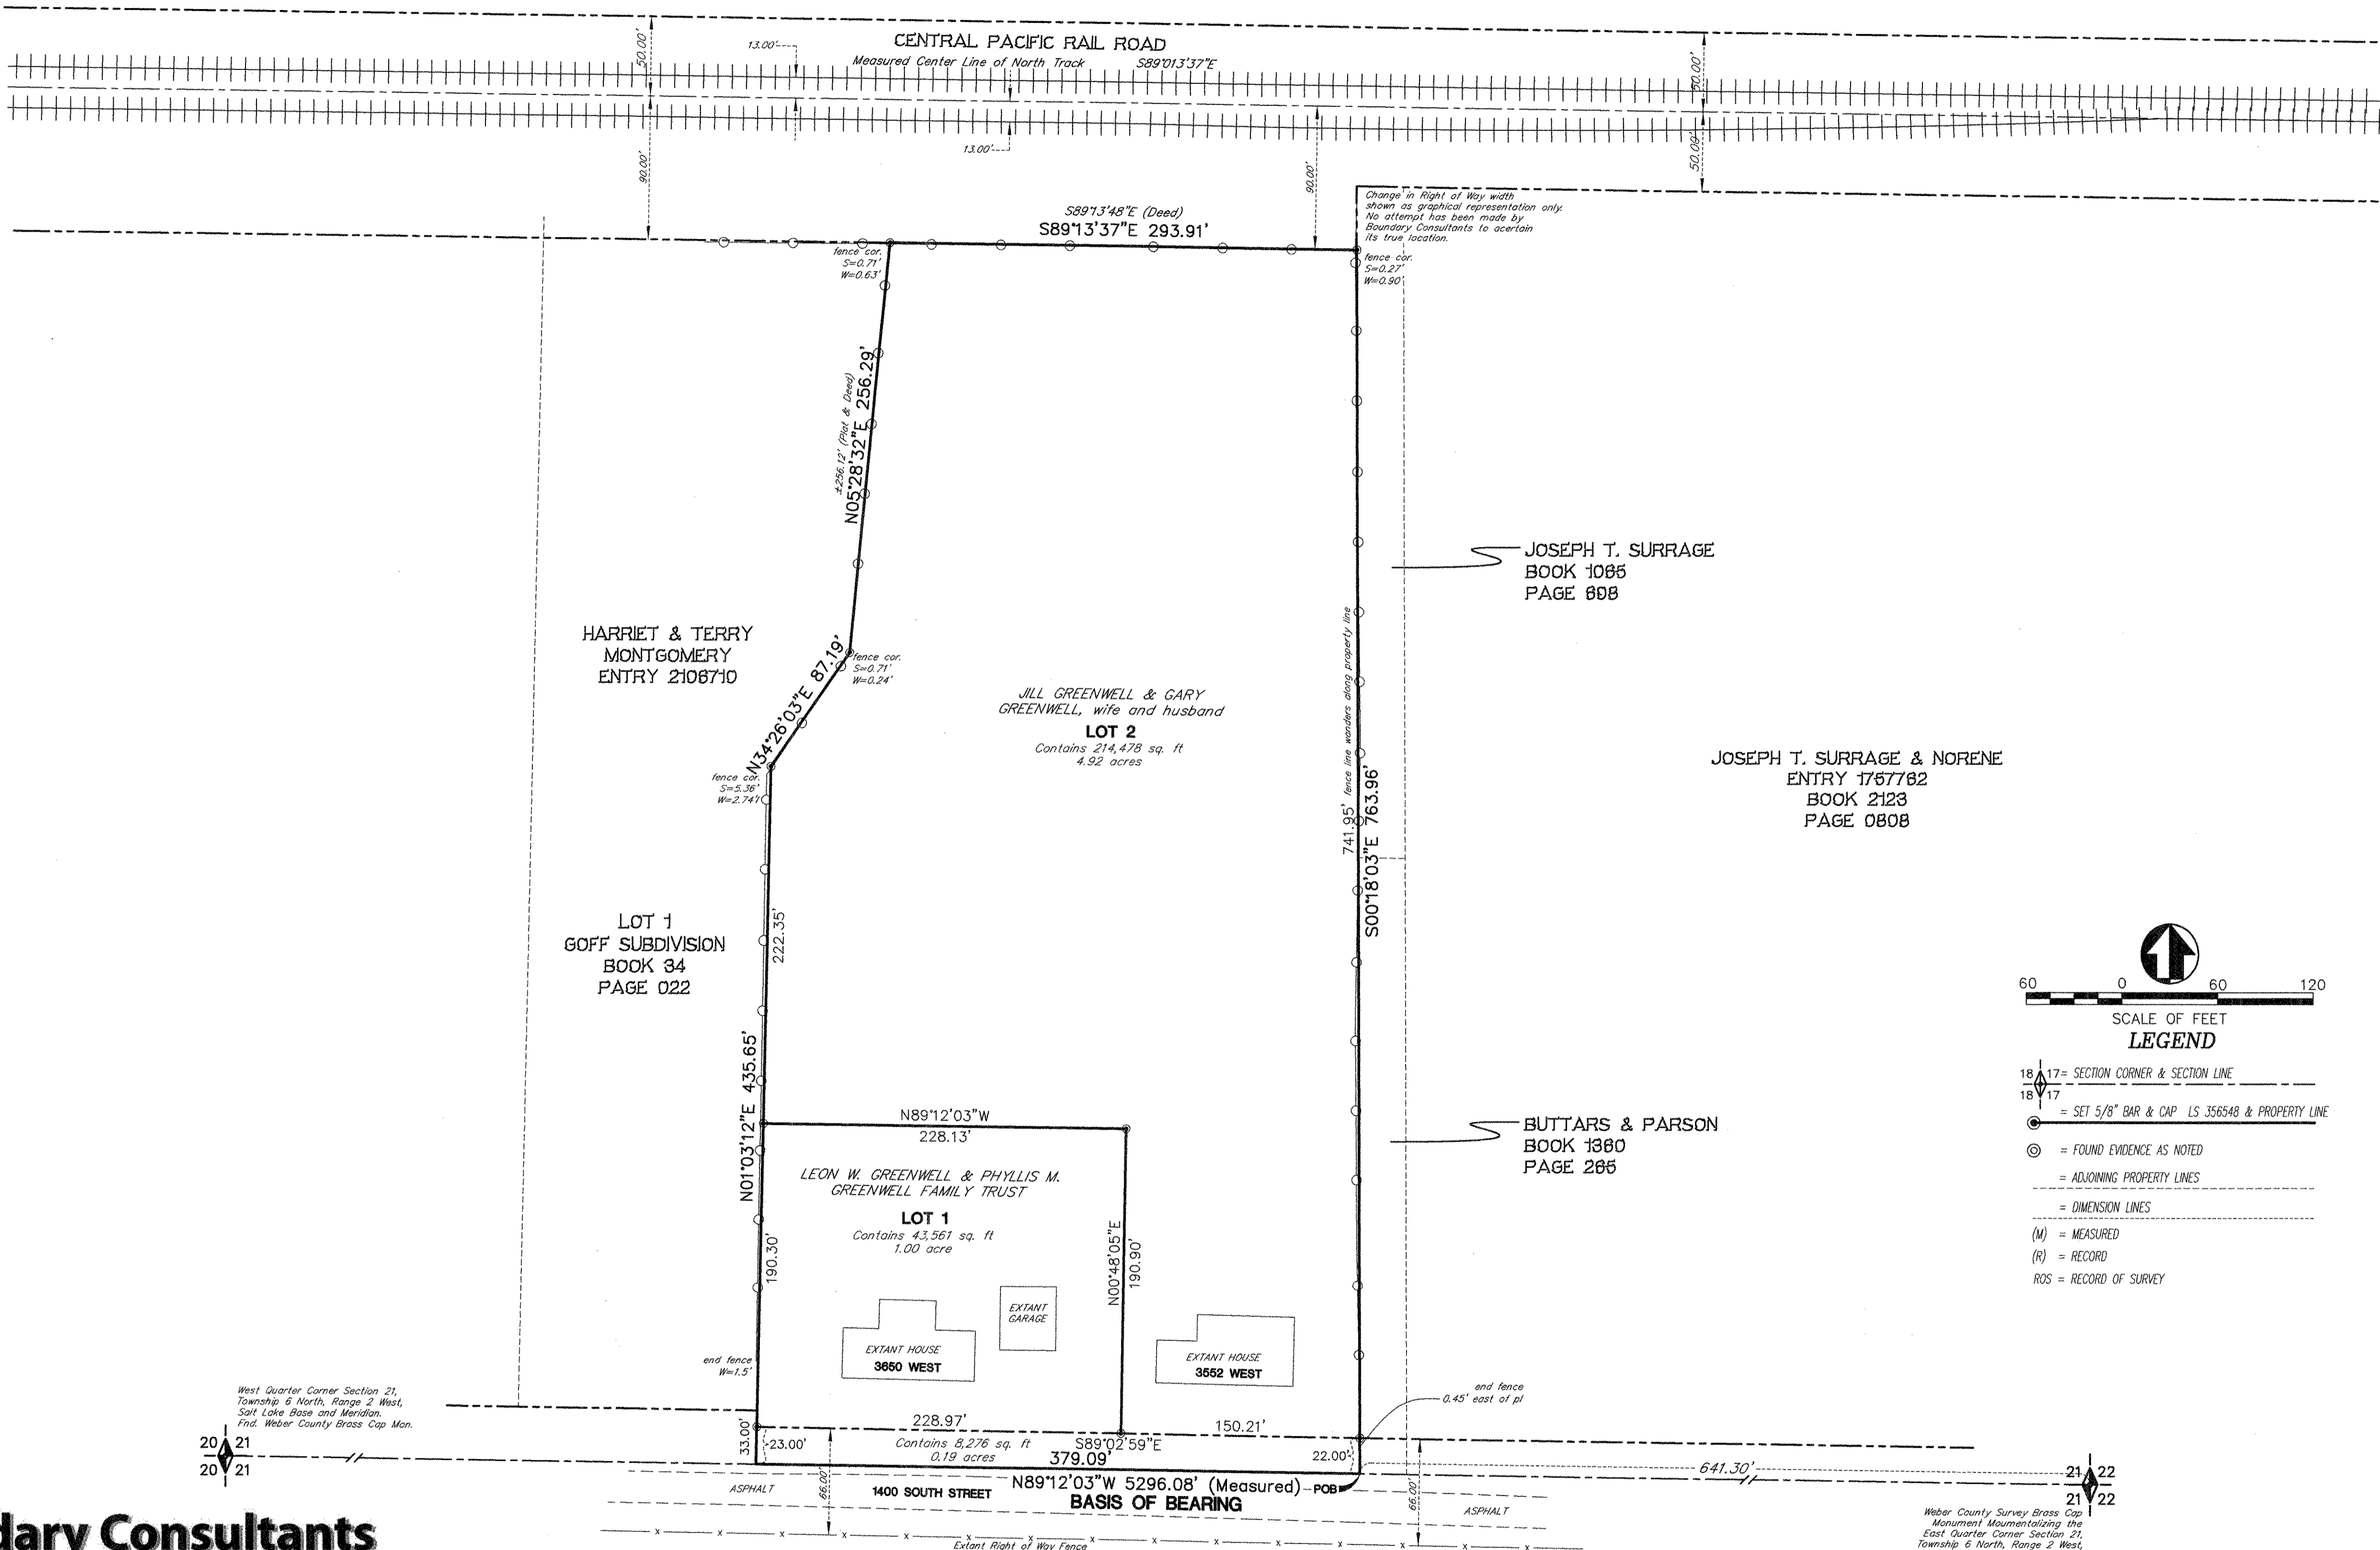 CENTRAL PACIFIC RAIL ROAD
Measured Center Line of North Track S89°13'37"E
50.00'
13.00'
50.00'
90.00'
13.00'
90.00'
50.00'
S89°13'48"E (Deed)
S89°13'37"E 293.91'
Change in Right of Way width
shown as graphical representation only.
No attempt has been made by
Boundary Consultants to acertain
its true location.
fence cor.
S=0.71'
W=0.63'
fence cor.
S=0.27'
W=0.90'
±256.12' (Plat & Deed)
N05°28'32"E 256.29'
JOSEPH T. SURRAGE
BOOK 1065
PAGE 608
HARRIET & TERRY
MONTGOMERY
ENTRY 2106710
N34°26'03"E 87.19'
fence cor.
S=0.71'
W=0.24'
JILL GREENWELL & GARY
GREENWELL, wife and husband
LOT 2
Contains 214,478 sq. ft
4.92 acres
741.95' fence line wanders along property line
S00°18'03"E 763.96'
JOSEPH T. SURRAGE & NORENE
ENTRY 1757762
BOOK 2123
PAGE 0808
fence cor.
S=5.36'
W=2.74'
LOT 1
GOFF SUBDIVISION
BOOK 34
PAGE 022
222.35'
N01°03'12"E 435.65'
N89°12'03"W
228.13'
LEON W. GREENWELL & PHYLLIS M.
GREENWELL FAMILY TRUST
LOT 1
Contains 43,561 sq. ft
1.00 acre
190.30'
N00°48'05"E
190.90'
BUTTARS & PARSON
BOOK 1360
PAGE 265
EXTANT
GARAGE
EXTANT HOUSE
3650 WEST
EXTANT HOUSE
3552 WEST
end fence
W=1.5'
end fence
0.45' east of pl
60 0 60 120
SCALE OF FEET
LEGEND
18 17 = SECTION CORNER & SECTION LINE
18 17
= SET 5/8" BAR & CAP LS 356548 & PROPERTY LINE
= FOUND EVIDENCE AS NOTED
= ADJOINING PROPERTY LINES
= DIMENSION LINES
(M) = MEASURED
(R) = RECORD
ROS = RECORD OF SURVEY
West Quarter Corner Section 21,
Township 6 North, Range 2 West,
Salt Lake Base and Meridian.
Fnd. Weber County Brass Cap Mon.
20 21
20 21
33.00'
23.00'
228.97'
150.21'
Contains 8,276 sq. ft
0.19 acres
S89°02'59"E
379.09'
22.00'
641.30'
21 22
21 22
N89°12'03"W 5296.08' (Measured) POB
BASIS OF BEARING
ASPHALT
1400 SOUTH STREET
66.00'
66.00'
ASPHALT
Extant Right of Way Fence
Weber County Survey Brass Cap
Monument Moumentalizing the
East Quarter Corner Section 21,
Township 6 North, Range 2 West,
dary Consultants